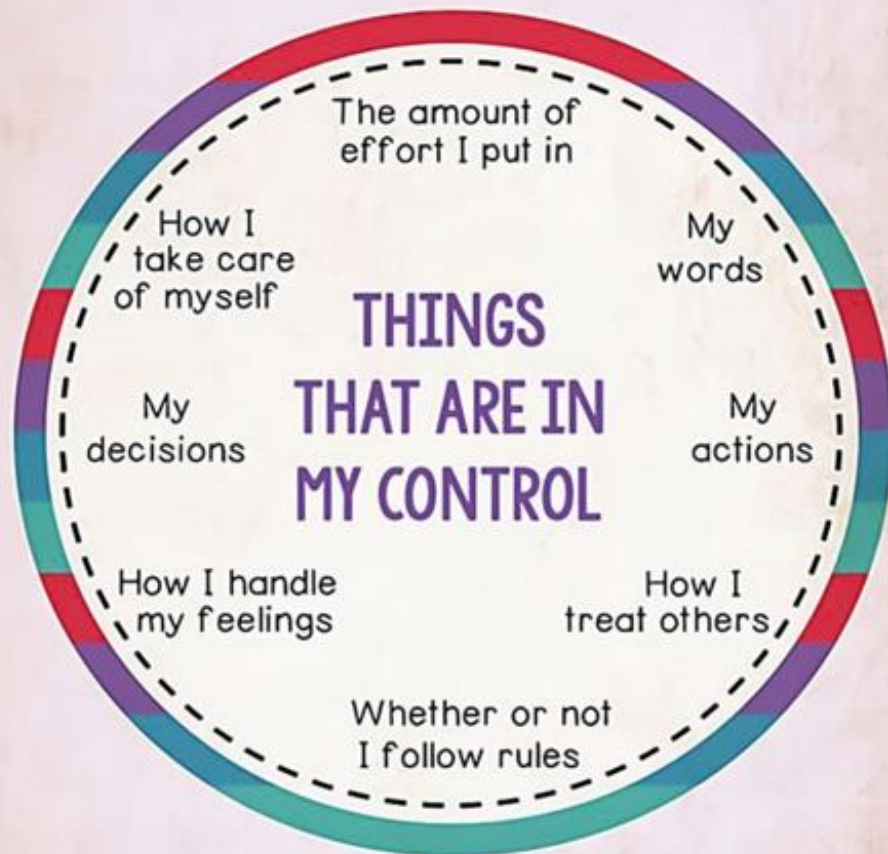 The amount of
effort I put in
My
words
My
actions
How I
treat others
Whether or not
I follow rules
How I handle
my feelings
My
decisions
How I
take care
of myself
THINGS
THAT ARE IN
MY CONTROL